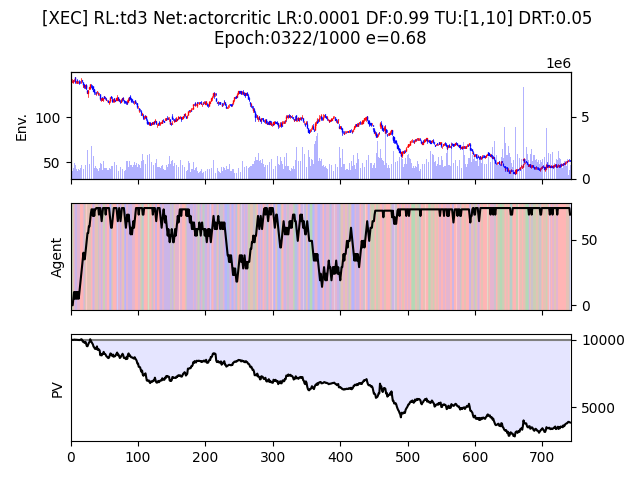 [XEC] RL:td3 Net:actorcritic LR:0.0001 DF:0.99 TU:[1,10] DRT:0.05
Epoch:0322/1000 e=0.68
1e6
Env.
100
50
5
0
Agent
50
0
PV
10000
5000
0 100 200 300 400 500 600 700